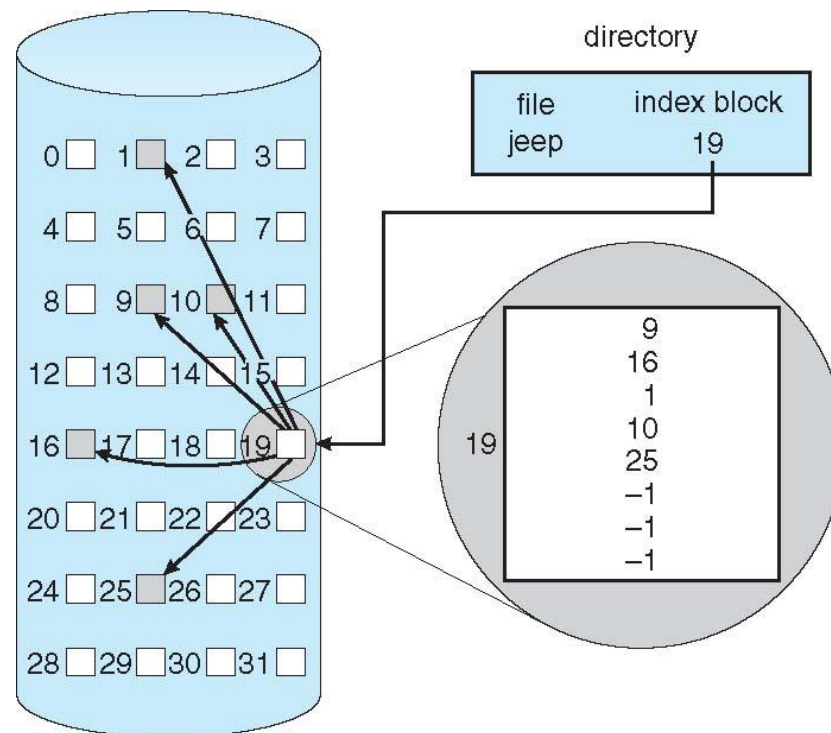 directory
file index block
jeep 19
0 1 2 3
4 5 6 7
8 9 10 11
12 13 14 15
16 17 18 19
20 21 22 23
24 25 26 27
28 29 30 31
19
9
16
1
10
25
–1
–1
–1